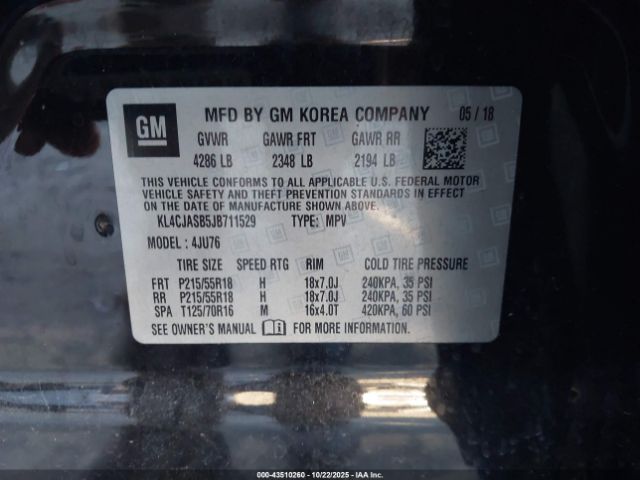 GM
MFD BY GM KOREA COMPANY 05 / 18
GVWR GAWR FRT GAWR RR
4286 LB 2348 LB 2194 LB
THIS VEHICLE CONFORMS TO ALL APPLICABLE U.S. FEDERAL MOTOR
VEHICLE SAFETY AND THEFT PREVENTION STANDARDS IN EFFECT
ON THE DATE OF MANUFACTURE SHOWN ABOVE.
KL4CJASB5JB711529 TYPE: MPV
MODEL : 4JU76
TIRE SIZE SPEED RTG RIM COLD TIRE PRESSURE
FRT P215/55R18 H 18x7.0J 240KPA, 35 PSI
RR P215/55R18 H 18x7.0J 240KPA, 35 PSI
SPA T125/70R16 M 16x4.0T 420KPA, 60 PSI
SEE OWNER'S MANUAL FOR MORE INFORMATION.
000-43510260 - 10/22/2025 - IAA Inc.